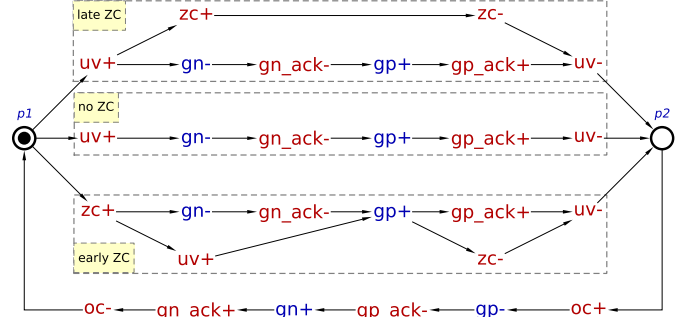 late ZC
zc+ zc-
uv+ gn- gn_ack- gp+ gp_ack+ uv-
p1 no ZC p2
uv+ gn- gn_ack- gp+ gp_ack+ uv-
zc+ gn- gn_ack- gp+ gp_ack+ uv-
early ZC uv+ zc-
oc- gn_ack+ gn+ gp_ack- gp- oc+